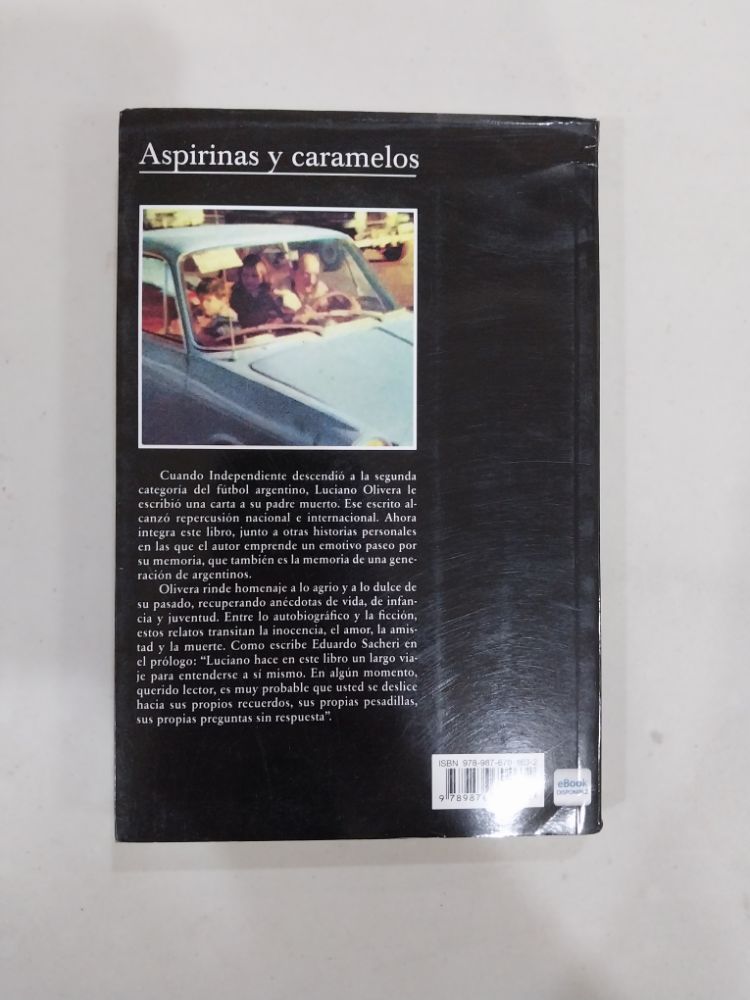 Aspirinas y caramelos
Cuando Independiente descendió a la segunda
categoría del fútbol argentino, Luciano Olivera le
escribió una carta a su padre muerto. Ese escrito al-
canzó repercusión nacional e internacional. Ahora
integra este libro, junto a otras historias personales
en las que el autor emprende un emotivo paseo por
su memoria, que también es la memoria de una gene-
ración de argentinos.
Olivera rinde homenaje a lo agrio y a lo dulce de
su pasado, recuperando anécdotas de vida, de infan-
cia y juventud. Entre lo autobiográfico y la ficción,
estos relatos transitan la inocencia, el amor, la amis-
tad y la muerte. Como escribe Eduardo Sacheri en
el prólogo: “Luciano hace en este libro un largo via-
je para entenderse a sí mismo. En algún momento,
querido lector, es muy probable que usted se deslice
hacia sus propios recuerdos, sus propias pesadillas,
sus propias preguntas sin respuesta”.
ISBN
eBook
DISPONIBLE